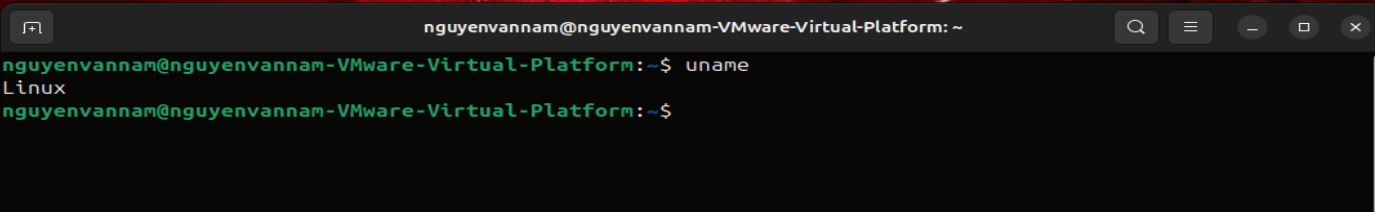 nguyenvannam@nguyenvannam-VMware-Virtual-Platform: ~
nguyenvannam@nguyenvannam-VMware-Virtual-Platform:~$ uname
Linux
nguyenvannam@nguyenvannam-VMware-Virtual-Platform:~$